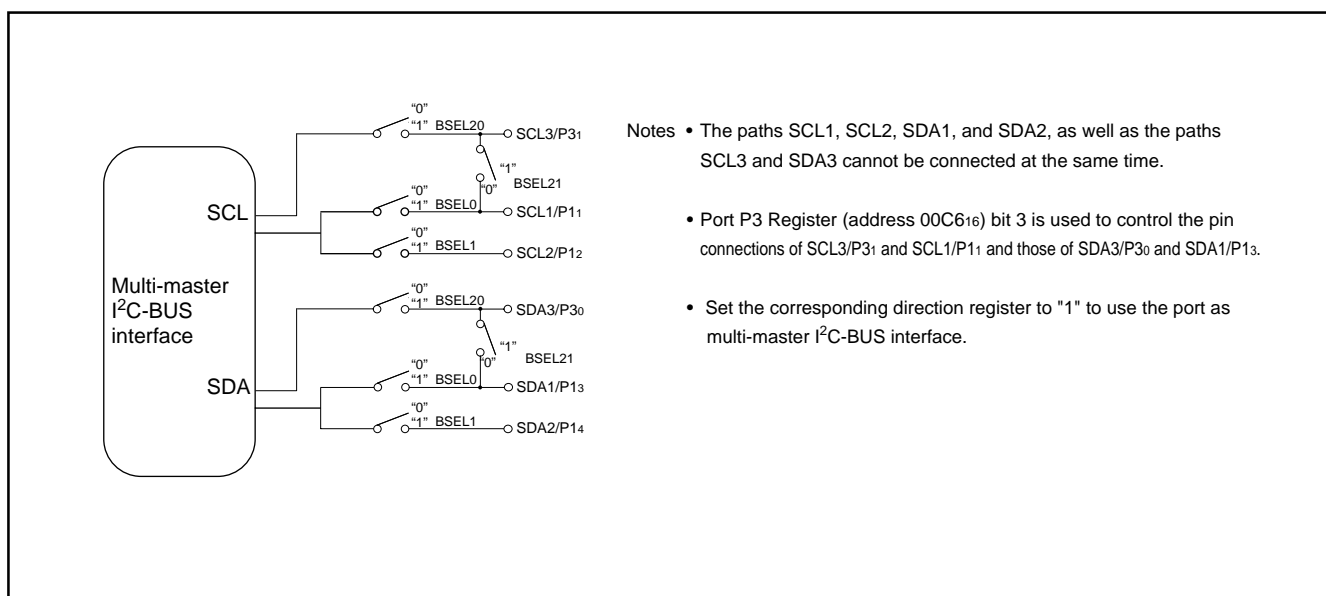 “0”
“1” BSEL20
SCL3/P31
“1”
BSEL21
“0”
“0”
SCL
“1” BSEL0
SCL1/P11
“0”
“1” BSEL1
SCL2/P12
Multi-master
I2C-BUS
interface
“0”
“1” BSEL20
SDA3/P30
“1”
BSEL21
“0”
“0”
SDA
“1” BSEL0
SDA1/P13
“0”
“1” BSEL1
SDA2/P14
Notes • The paths SCL1, SCL2, SDA1, and SDA2, as well as the paths
SCL3 and SDA3 cannot be connected at the same time.
• Port P3 Register (address 00C616) bit 3 is used to control the pin
connections of SCL3/P31 and SCL1/P11 and those of SDA3/P30 and SDA1/P13.
• Set the corresponding direction register to "1" to use the port as
multi-master I2C-BUS interface.